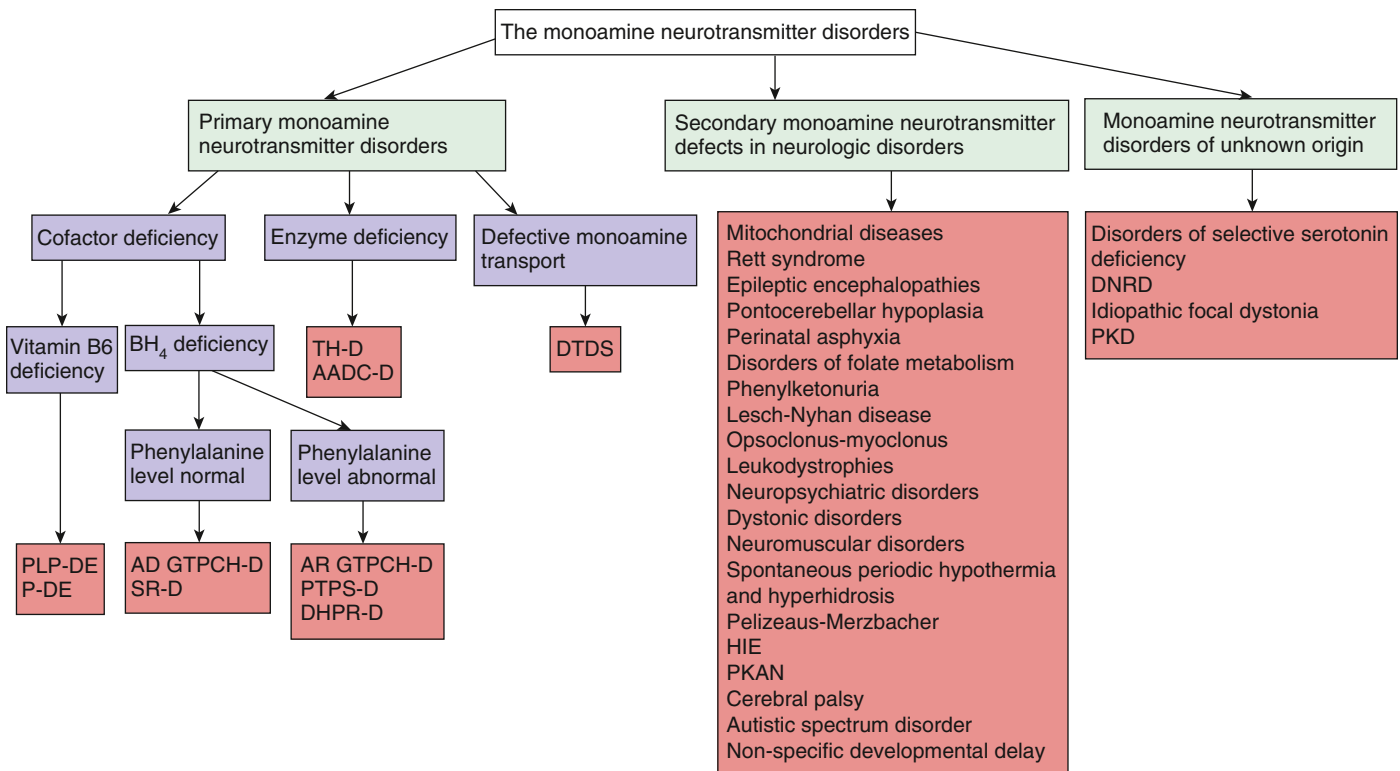 The monoamine neurotransmitter disorders
Primary monoamine
neurotransmitter disorders
Secondary monoamine neurotransmitter
defects in neurologic disorders
Monoamine neurotransmitter
disorders of unknown origin
Cofactor deficiency
Enzyme deficiency
Defective monoamine
transport
Vitamin B6
deficiency
BH₄ deficiency
TH-D
AADC-D
DTDS
Phenylalanine
level normal
Phenylalanine
level abnormal
PLP-DE
P-DE
AD GTPCH-D
SR-D
AR GTPCH-D
PTPS-D
DHPR-D
Mitochondrial diseases
Rett syndrome
Epileptic encephalopathies
Pontocerebellar hypoplasia
Perinatal asphyxia
Disorders of folate metabolism
Phenylketonuria
Lesch-Nyhan disease
Opsoclonus-myoclonus
Leukodystrophies
Neuropsychiatric disorders
Dystonic disorders
Neuromuscular disorders
Spontaneous periodic hypothermia
and hyperhidrosis
Pelizeaus-Merzbacher
HIE
PKAN
Cerebral palsy
Autistic spectrum disorder
Non-specific developmental delay
Disorders of selective serotonin
deficiency
DNRD
Idiopathic focal dystonia
PKD